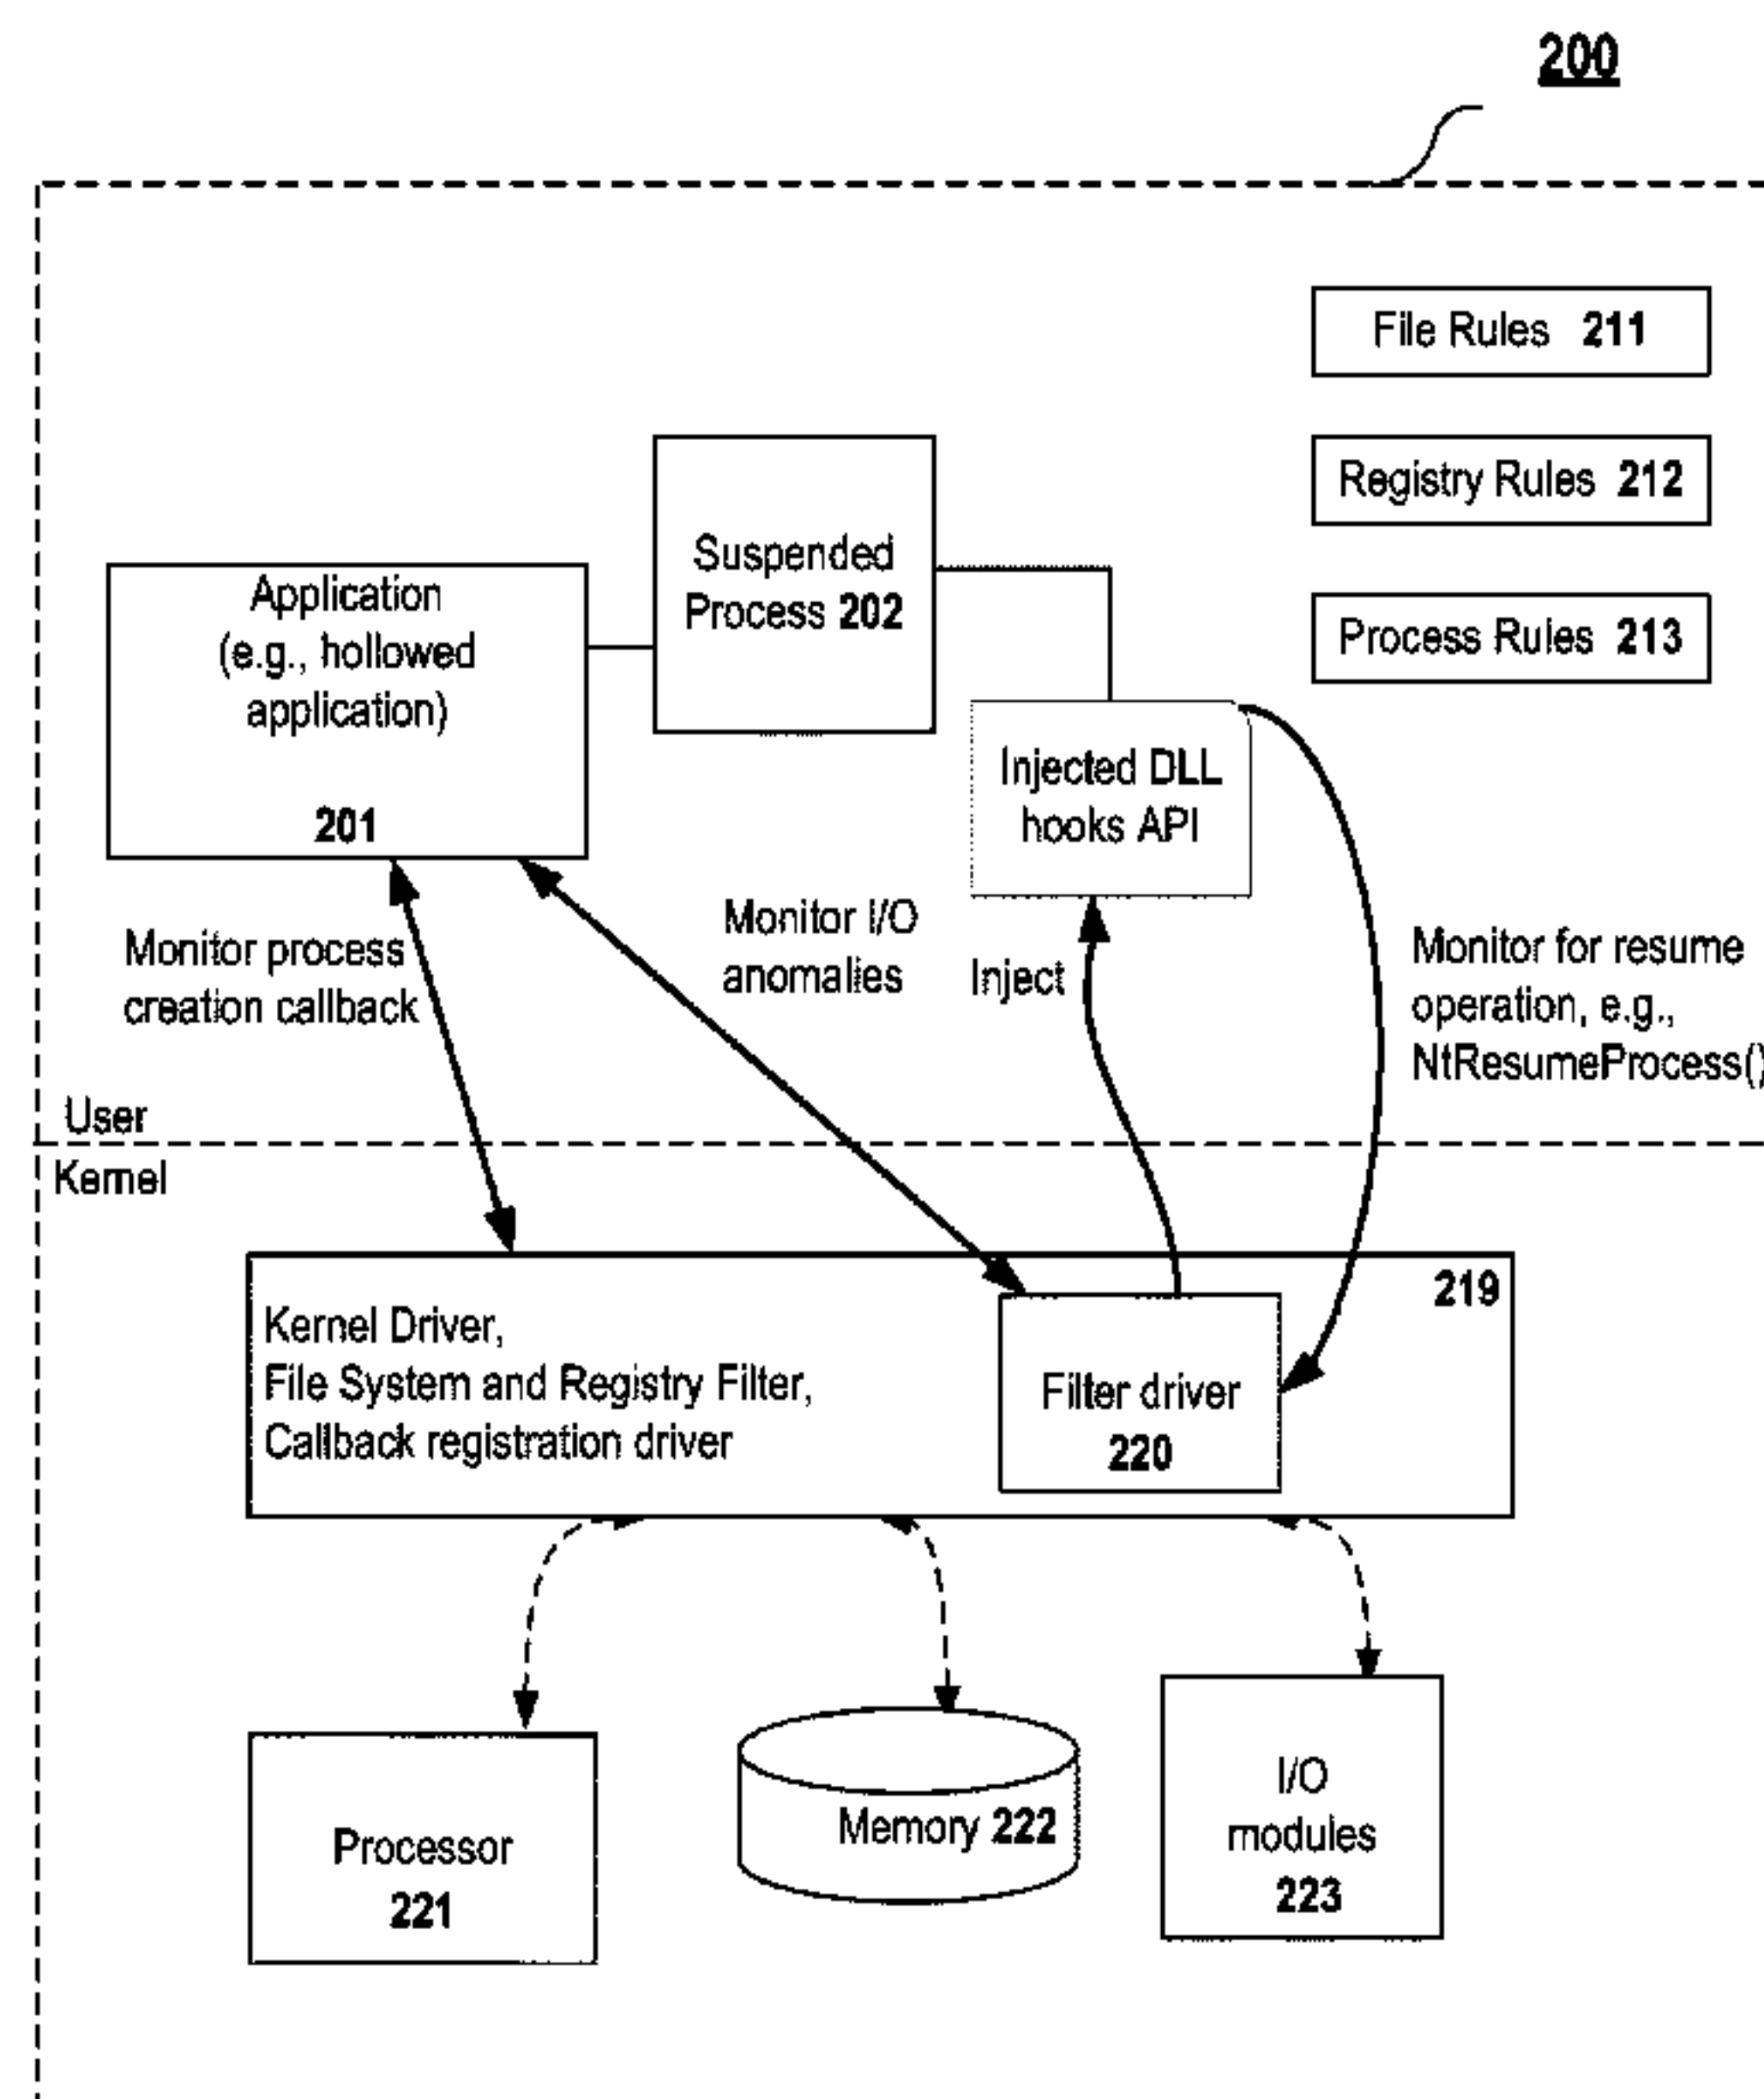 200
File Rules 211
Registry Rules 212
Process Rules 213
Suspended
Process 202
Application
(e.g., hollowed
application)
201
Injected DLL
hooks API
Monitor process
creation callback
Monitor I/O
anomalies
Inject
Monitor for resume
operation, e.g.,
NtResumeProcess()
User
Kernel
219
Kernel Driver,
File System and Registry Filter,
Callback registration driver
Filter driver
220
Processor
221
Memory 222
I/O
modules
223